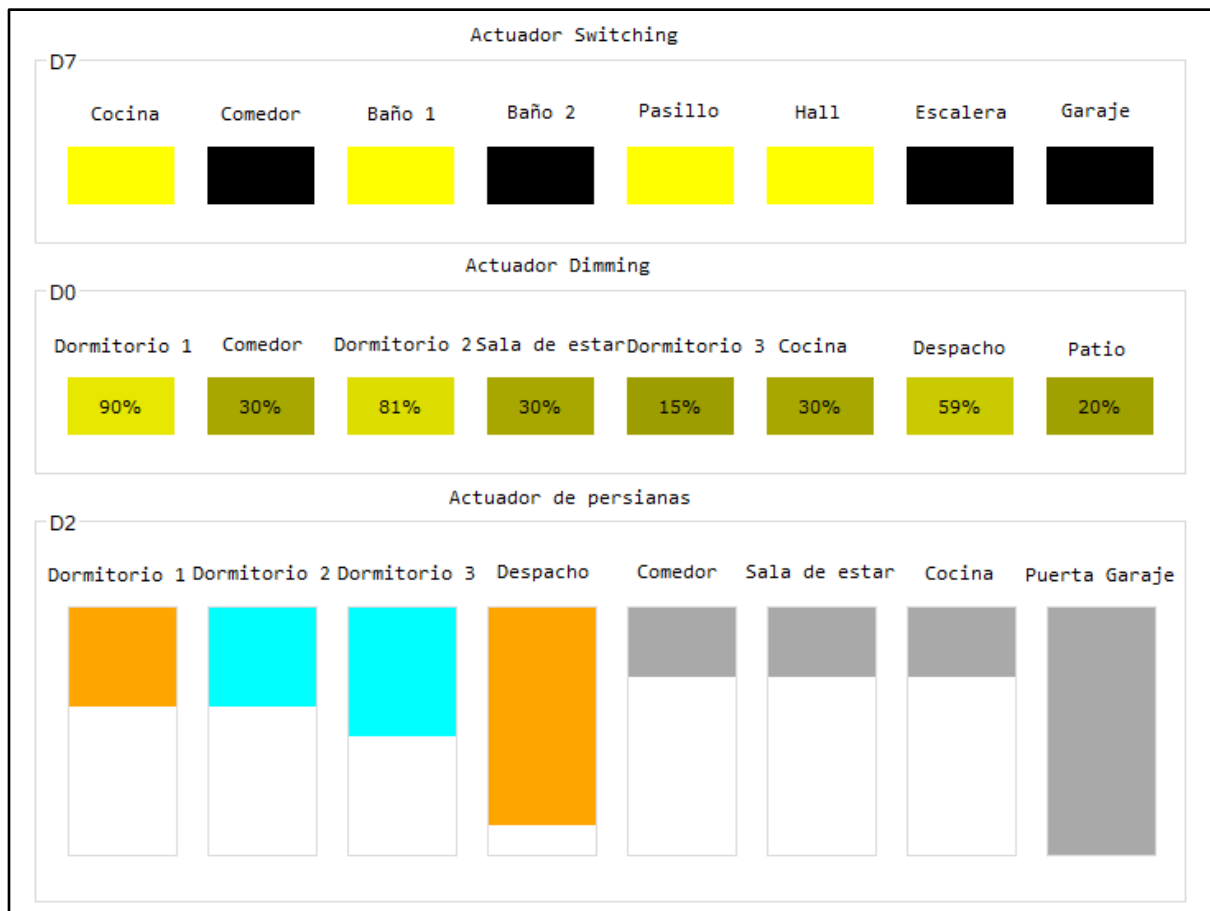 Actuador Switching
D7
Cocina Comedor Baño 1 Baño 2 Pasillo Hall Escalera Garaje
Actuador Dimming
D0
Dormitorio 1 Comedor Dormitorio 2 Sala de estar Dormitorio 3 Cocina Despacho Patio
90% 30% 81% 30% 15% 30% 59% 20%
Actuador de persianas
D2
Dormitorio 1 Dormitorio 2 Dormitorio 3 Despacho Comedor Sala de estar Cocina Puerta Garaje